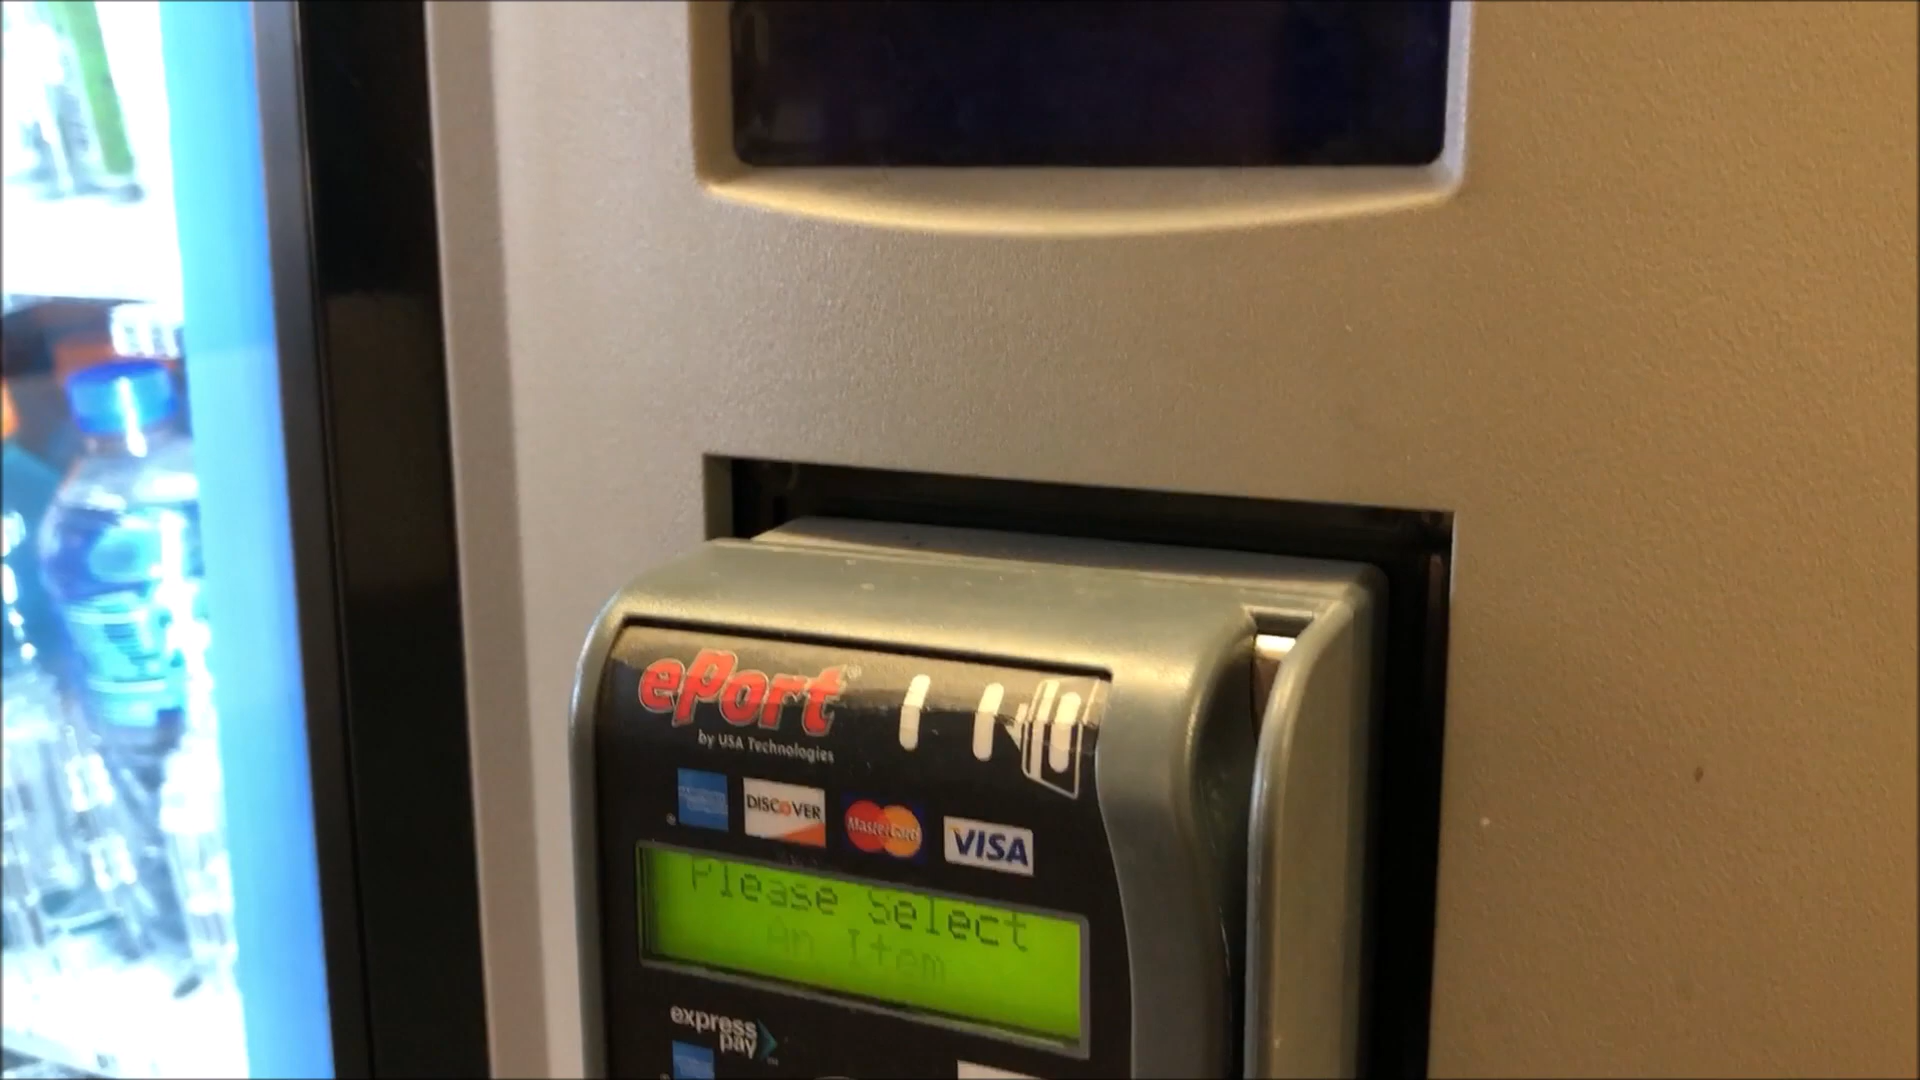 ePort®
by USA Technologies
DISCOVER
MasterCard
VISA
Please Select
An Item
express
pay